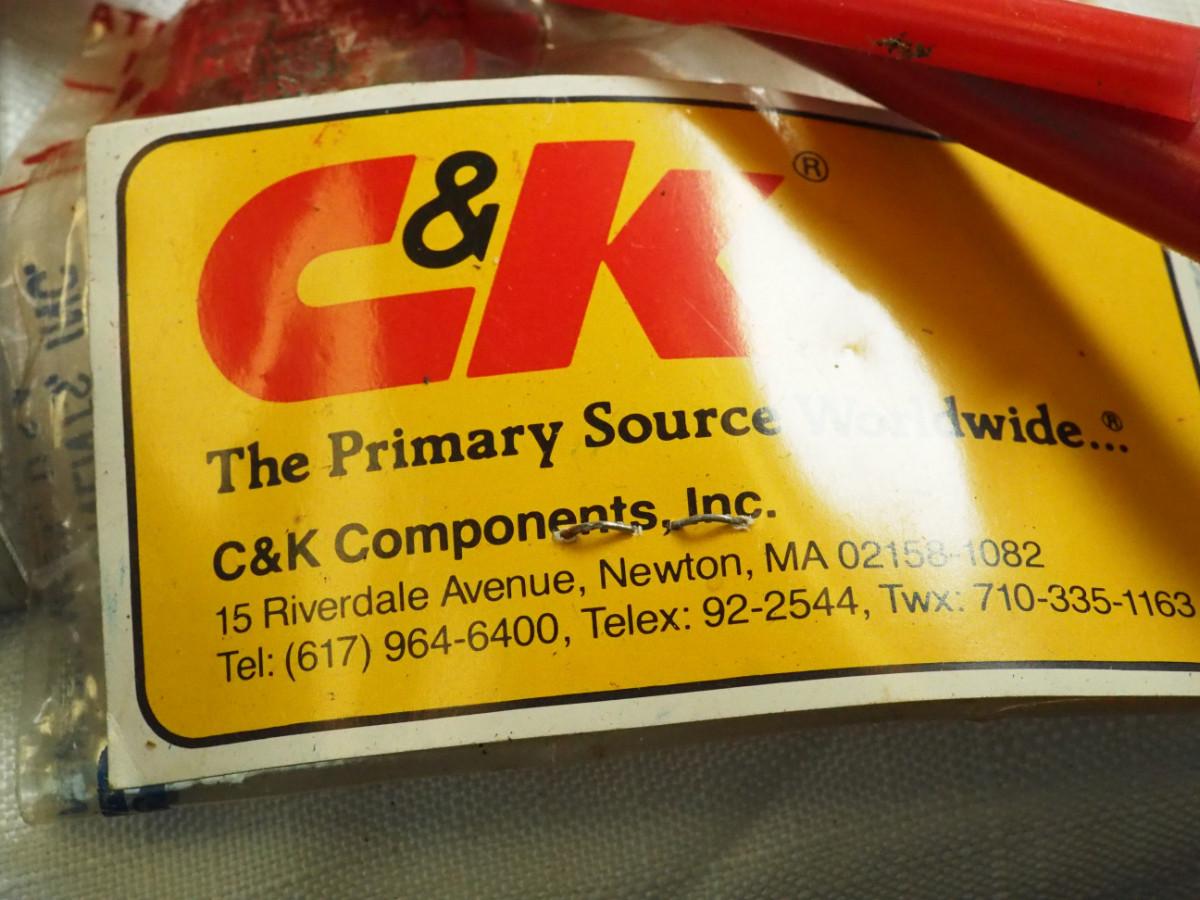 C&K®
The Primary Source Worldwide...®
C&K Components, Inc.
15 Riverdale Avenue, Newton, MA 02158-1082
Tel: (617) 964-6400, Telex: 92-2544, Twx: 710-335-1163